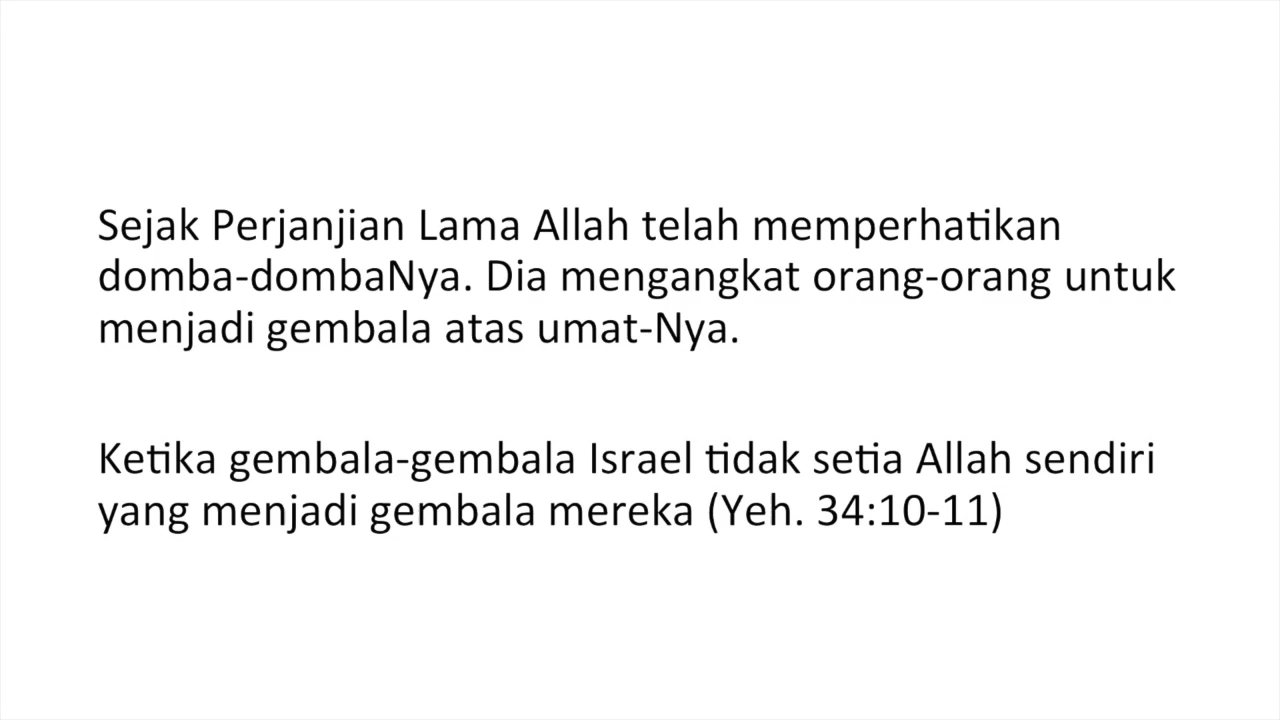 Sejak Perjanjian Lama Allah telah memperhatikan
domba-dombaNya. Dia mengangkat orang-orang untuk
menjadi gembala atas umat-Nya.
Ketika gembala-gembala Israel tidak setia Allah sendiri
yang menjadi gembala mereka (Yeh. 34:10-11)